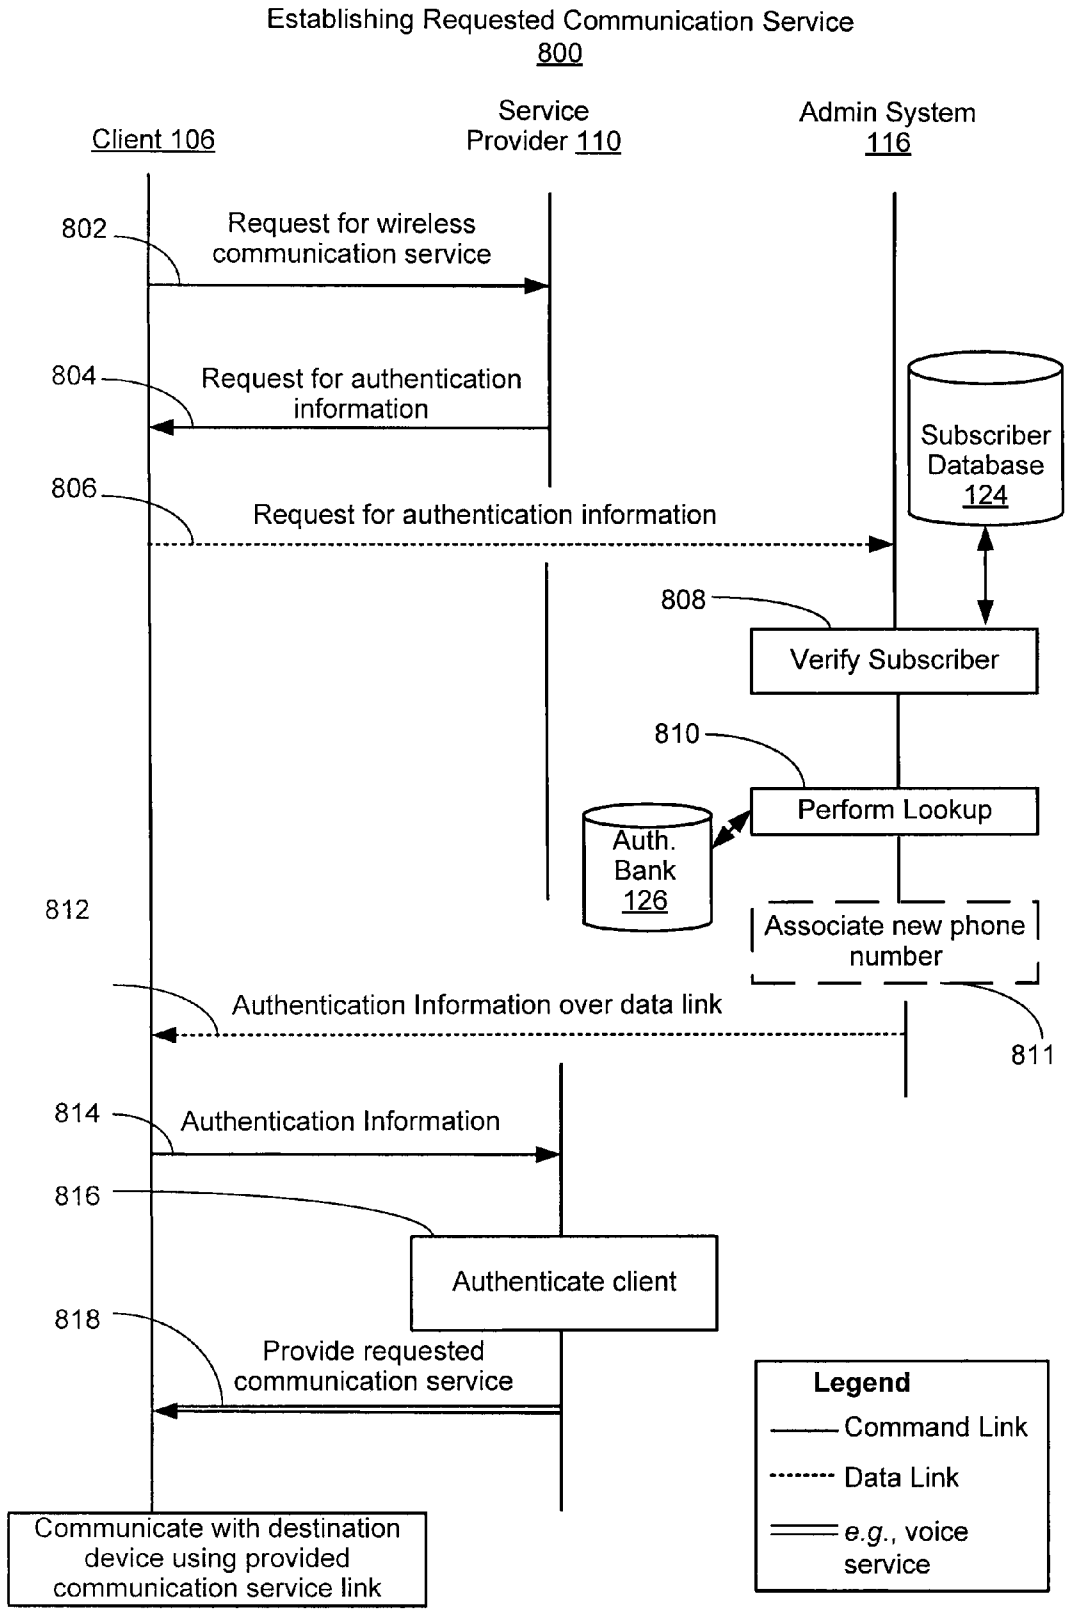 Establishing Requested Communication Service
800
Client 106
Service
Provider 110
Admin System
116
802
Request for wireless
communication service
804
Request for authentication
information
Subscriber
Database
124
806
Request for authentication information
808
Verify Subscriber
810
Perform Lookup
Auth.
Bank
126
812
Associate new phone
number
Authentication Information over data link
811
814
Authentication Information
816
Authenticate client
818
Provide requested
communication service
Legend
Command Link
Data Link
e.g., voice
service
Communicate with destination
device using provided
communication service link